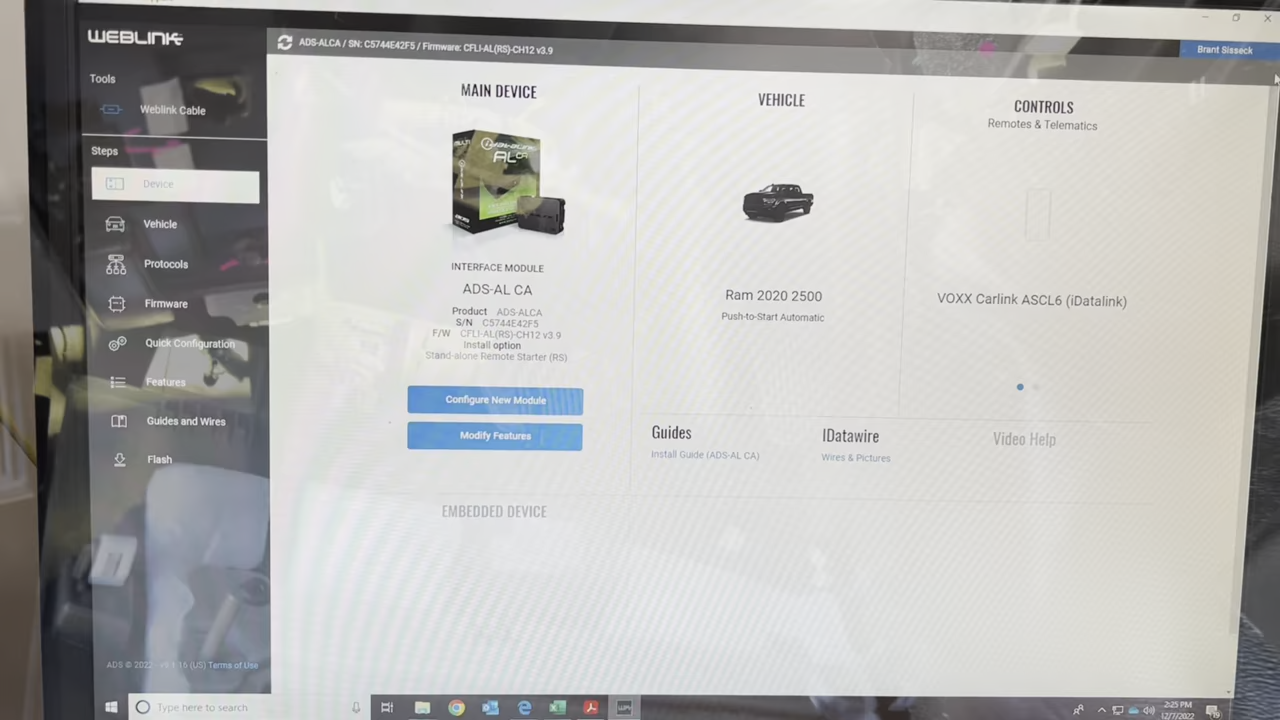 WEBLINK
ADS-ALCA / SN: C5744E42F5 / Firmware: CFLI-AL(RS)-CH12 v3.9
Brant Sisseck
Tools
Weblink Cable
Steps
Device
Vehicle
Protocols
Firmware
Quick Configuration
Features
Guides and Wires
Flash
MAIN DEVICE
INTERFACE MODULE
ADS-AL CA
Product ADS-ALCA
S/N C5744E42F5
F/W CFLI-AL(RS)-CH12 v3.9
Install option
Stand-alone Remote Starter (RS)
Configure New Module
Modify Features
EMBEDDED DEVICE
VEHICLE
Ram 2020 2500
Push-to-Start Automatic
CONTROLS
Remotes & Telematics
VOXX Carlink ASCL6 (iDatalink)
Guides
Install Guide (ADS-AL CA)
IDatawire
Wires & Pictures
Video Help
ADS © 2022 (US) Terms of Use
Type here to search
2:25 PM
12/7/2022